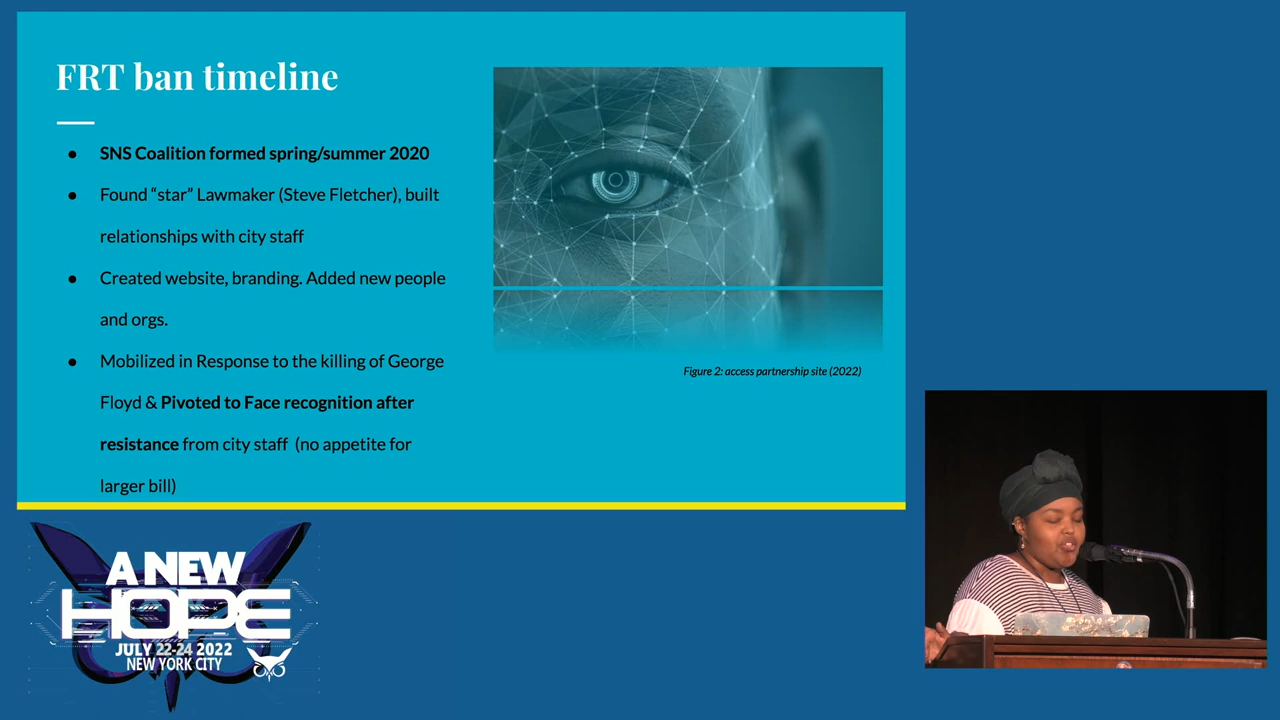 FRT ban timeline
● SNS Coalition formed spring/summer 2020
● Found “star” Lawmaker (Steve Fletcher), built
relationships with city staff
● Created website, branding. Added new people
and orgs.
● Mobilized in Response to the killing of George
Floyd & Pivoted to Face recognition after
resistance from city staff (no appetite for
larger bill)
Figure 2: access partnership site (2022)
A NEW
HOPE
JULY 22-24 2022
NEW YORK CITY